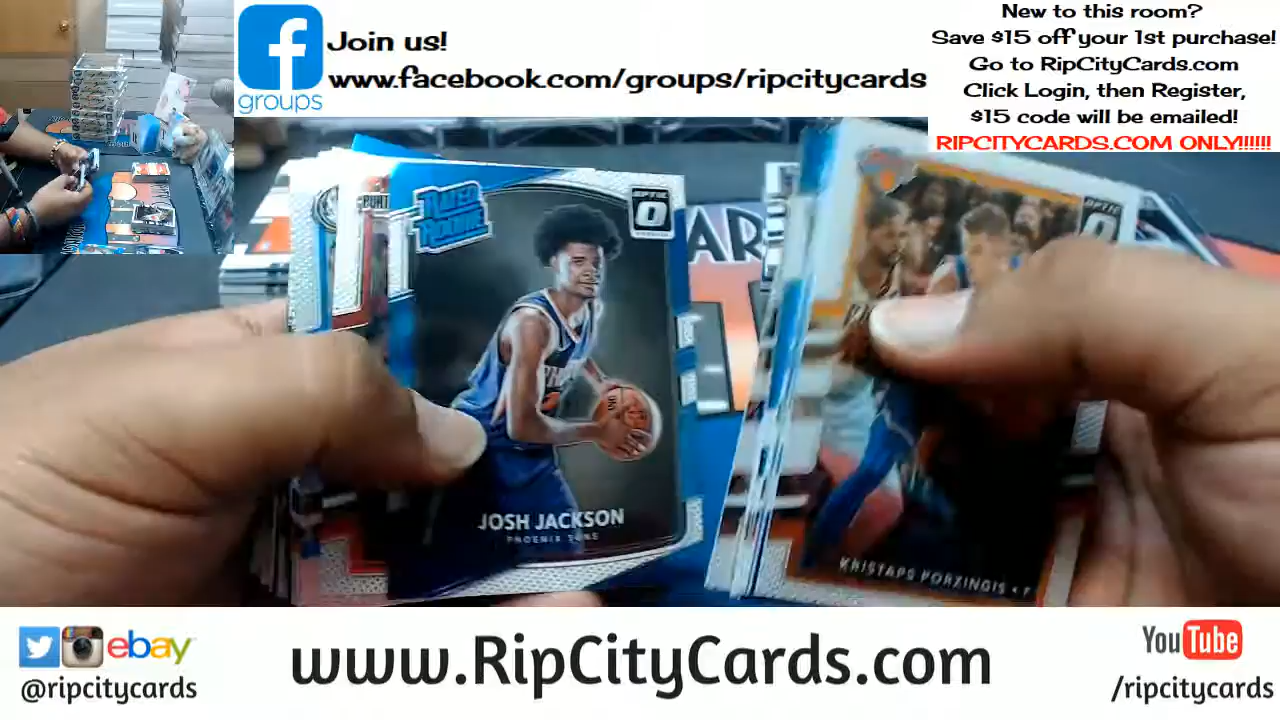 groups
Join us!
www.facebook.com/groups/ripcitycards
New to this room?
Save $15 off your 1st purchase!
Go to RipCityCards.com
Click Login, then Register,
$15 code will be emailed!
RIPCITYCARDS.COM ONLY!!!!!!
RATED
ROOKIE
OPTIC
JOSH JACKSON
PHOENIX SUNS
OPTIC
KRISTAPS PORZINGIS • F
ebay
@ripcitycards
www.RipCityCards.com
YouTube
/ripcitycards